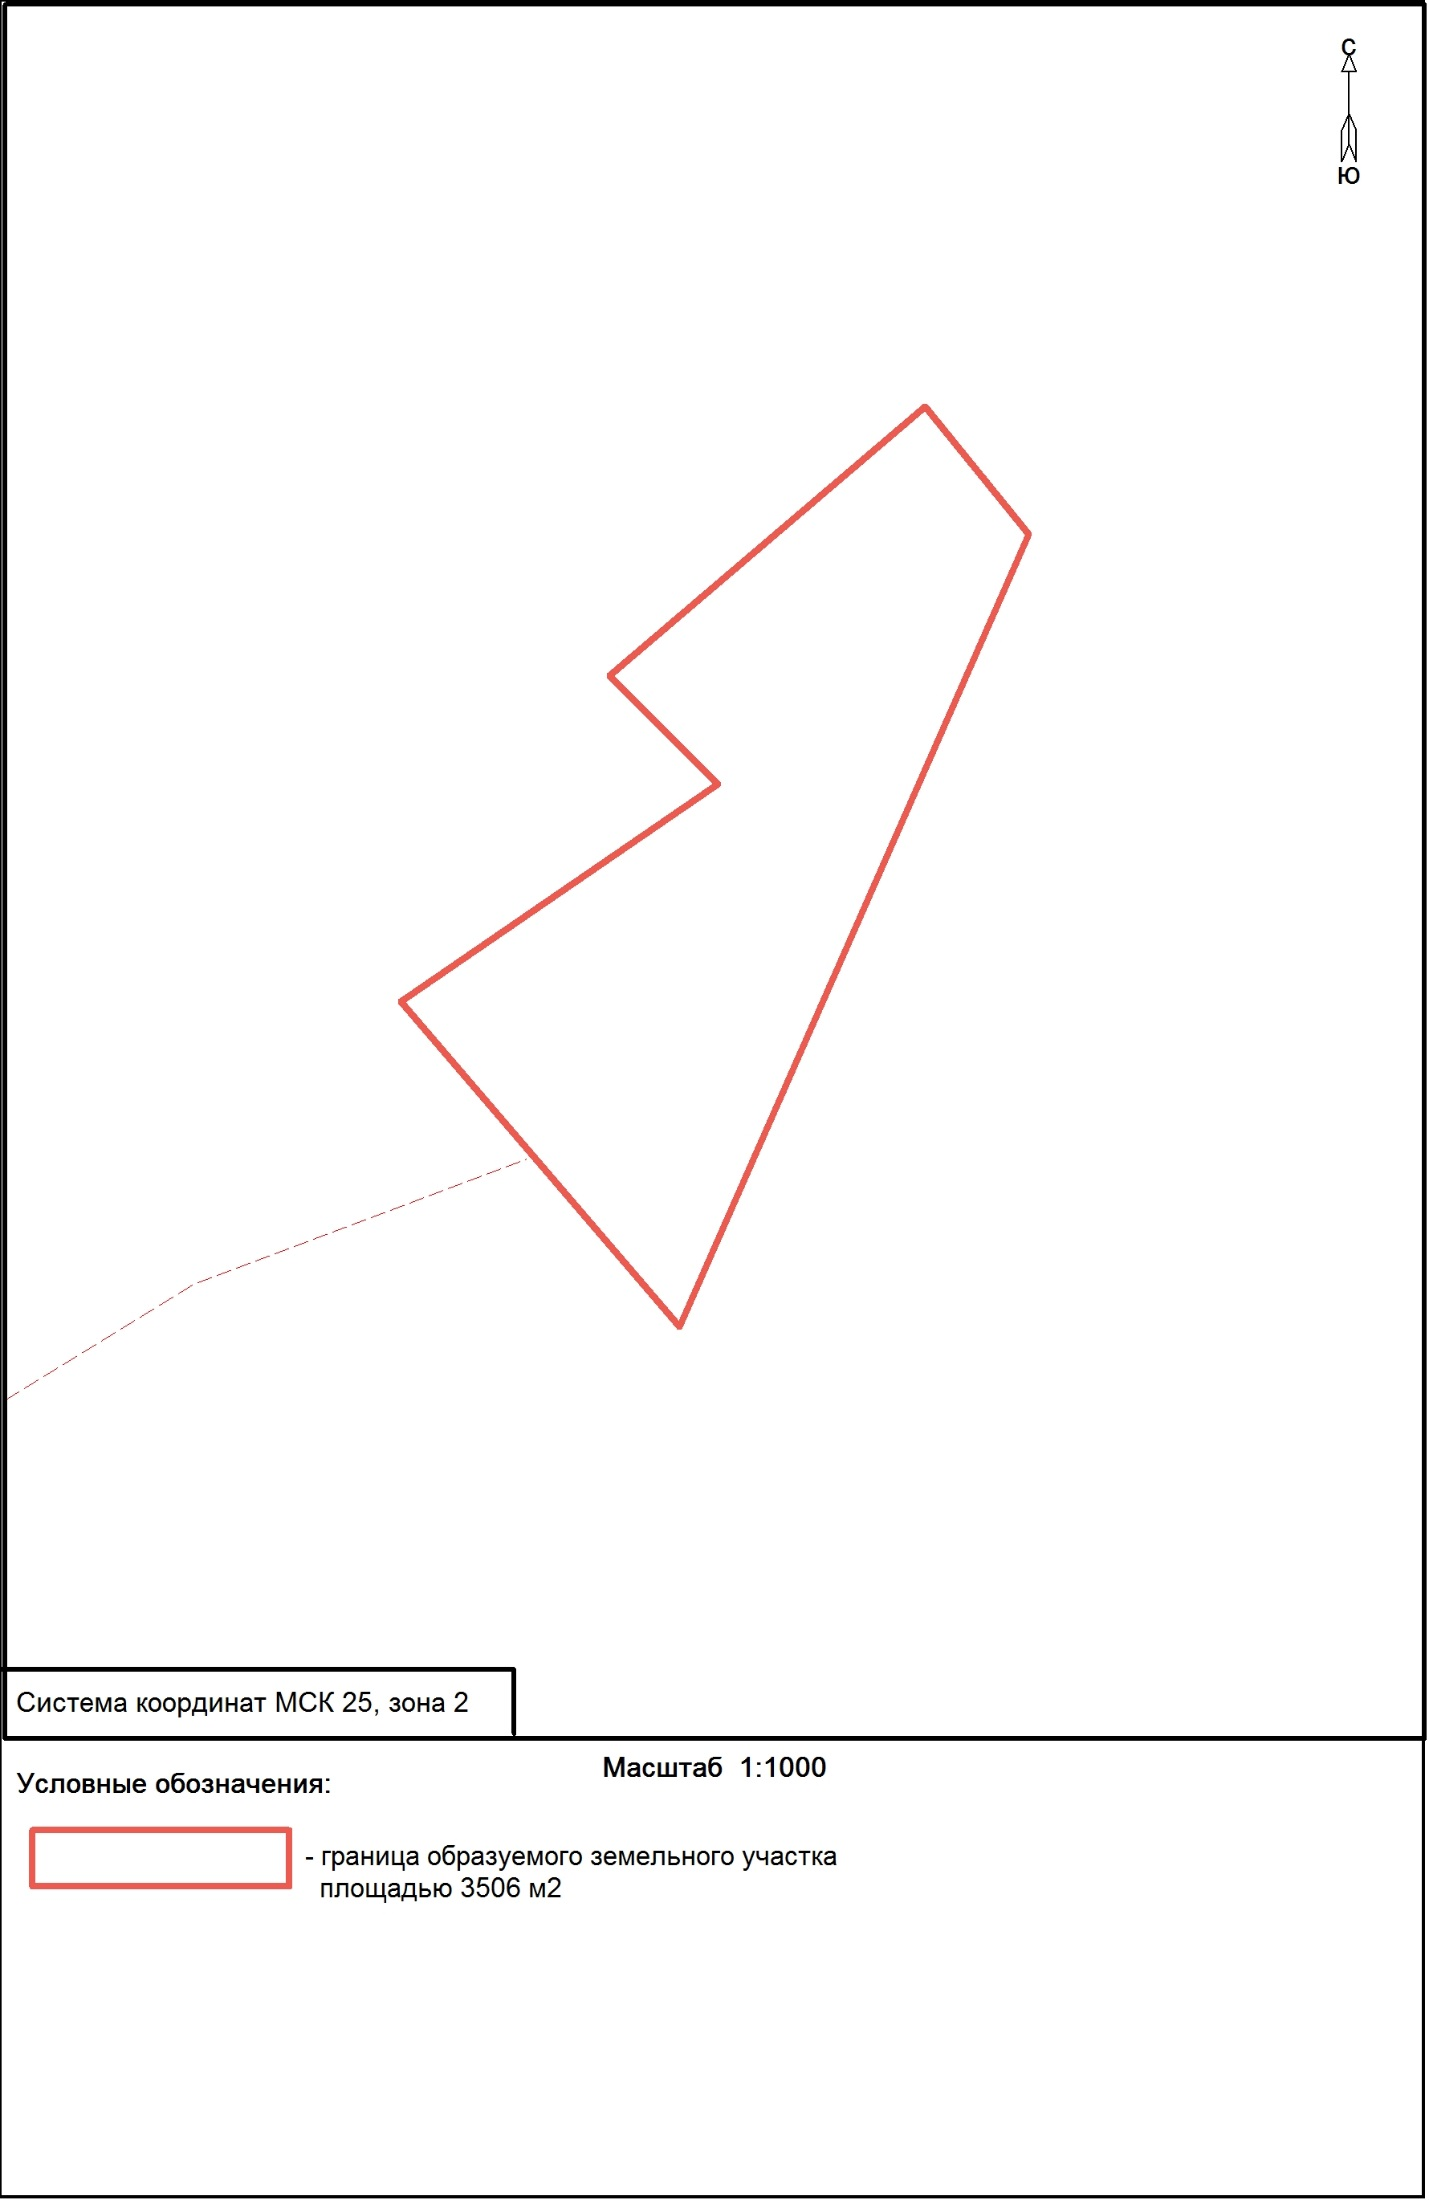 С
Ю
Система координат МСК 25, зона 2
Масштаб 1:1000
Условные обозначения:
- граница образуемого земельного участка
площадью 3506 м2